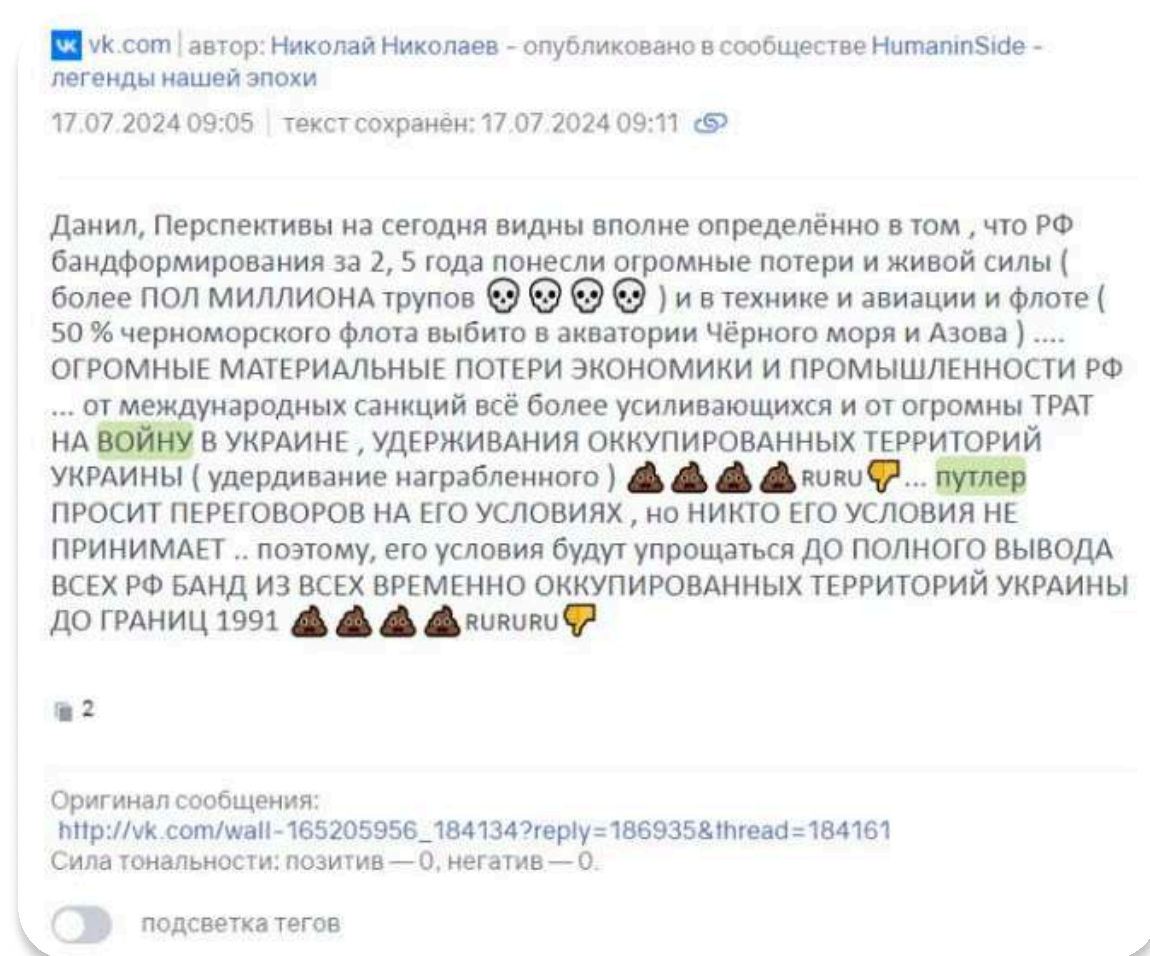 vk.com | автор: Николай Николаев - опубликовано в сообществе HumaninSide -
легенды нашей эпохи
17.07.2024 09:05 | текст сохранён: 17.07.2024 09:11
Данил, Перспективы на сегодня видны вполне определённо в том , что РФ
бандформирования за 2, 5 года понесли огромные потери и живой силы (
более ПОЛ МИЛЛИОНА трупов 💀 💀 💀 💀 ) и в технике и авиации и флоте (
50 % черноморского флота выбито в акватории Чёрного моря и Азова ) ....
ОГРОМНЫЕ МАТЕРИАЛЬНЫЕ ПОТЕРИ ЭКОНОМИКИ И ПРОМЫШЛЕННОСТИ РФ
... от международных санкций всё более усиливающихся и от огромны ТРАТ
НА ВОЙНУ В УКРАИНЕ , УДЕРЖИВАНИЯ ОККУПИРОВАННЫХ ТЕРРИТОРИЙ
УКРАИНЫ ( удердивание награбленного ) 💩 💩 💩 💩 RURU👎... путлер
ПРОСИТ ПЕРЕГОВОРОВ НА ЕГО УСЛОВИЯХ , но НИКТО ЕГО УСЛОВИЯ НЕ
ПРИНИМАЕТ .. поэтому, его условия будут упрощаться ДО ПОЛНОГО ВЫВОДА
ВСЕХ РФ БАНД ИЗ ВСЕХ ВРЕМЕННО ОККУПИРОВАННЫХ ТЕРРИТОРИЙ УКРАИНЫ
ДО ГРАНИЦ 1991 💩 💩 💩 💩 RURURU👎
2
Оригинал сообщения:
http://vk.com/wall-165205956_184134?reply=186935&thread=184161
Сила тональности: позитив — 0, негатив — 0.
подсветка тегов